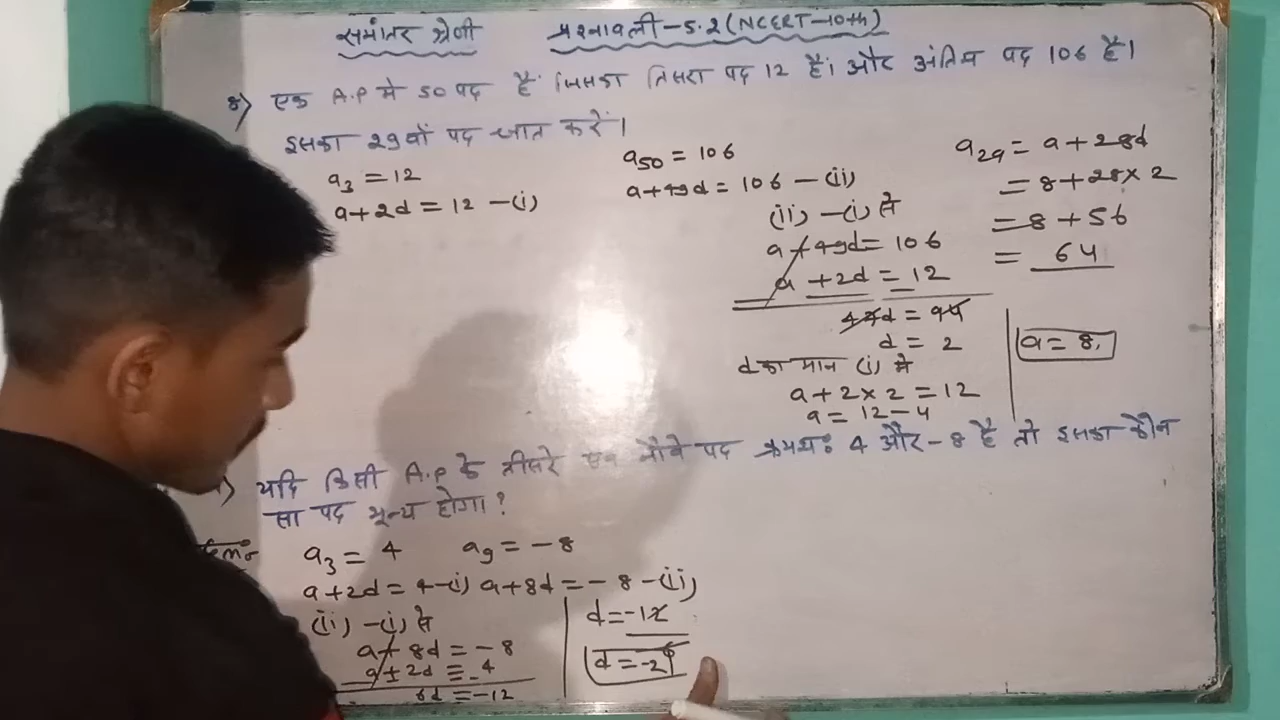 समांतर श्रेणी प्रश्नावली-5.2 (NCERT-10th)
8) एक A.P मे 50 पद है जिसका तिसरा पद 12 है। और अंतिम पद 106 है।
इसका 29वाँ पद ज्ञात करें।
a3 = 12
a+2d = 12 -(i)
a50 = 106
a+49d = 106 -(ii)
(ii) -(i) से
a+49d = 106
a +2d = 12
47d = 94
d = 2
d का मान (i) मे
a+2×2 = 12
a = 12-4
a = 8
a29 = a+28d
= 8+28×2
= 8+56
= 64
) यदि किसी A.P के तीसरे एवं नौवे पद क्रमशः 4 और -8 है तो इसका कौन
सा पद शून्य होगा?
a3 = 4 a9 = -8
a+2d = 4-(i) a+8d = -8-(ii)
(ii) -(i) से
a+8d = -8
a+2d = 4
6d = -12
d = -12
6
d = -2